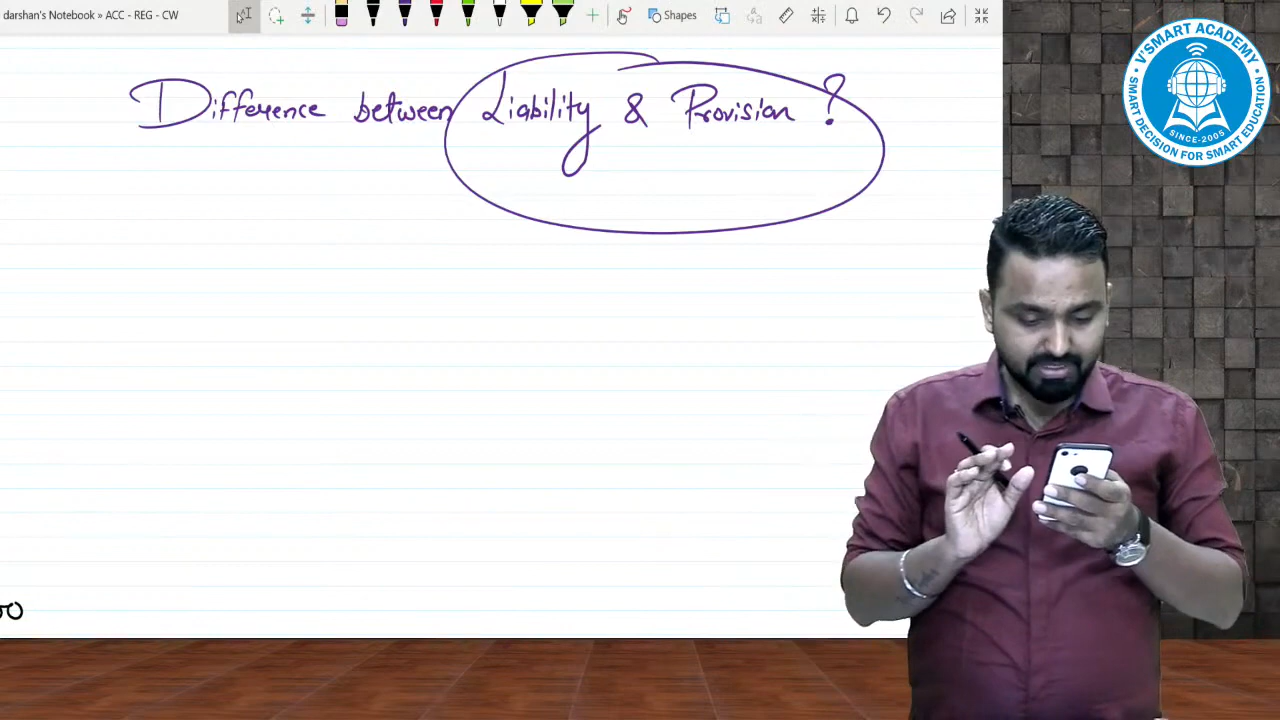 darshan's Notebook » ACC - REG - CW
Shapes
Difference between Liability & Provision ?
V'SMART ACADEMY
SINCE-2005
SMART DECISION FOR SMART EDUCATION